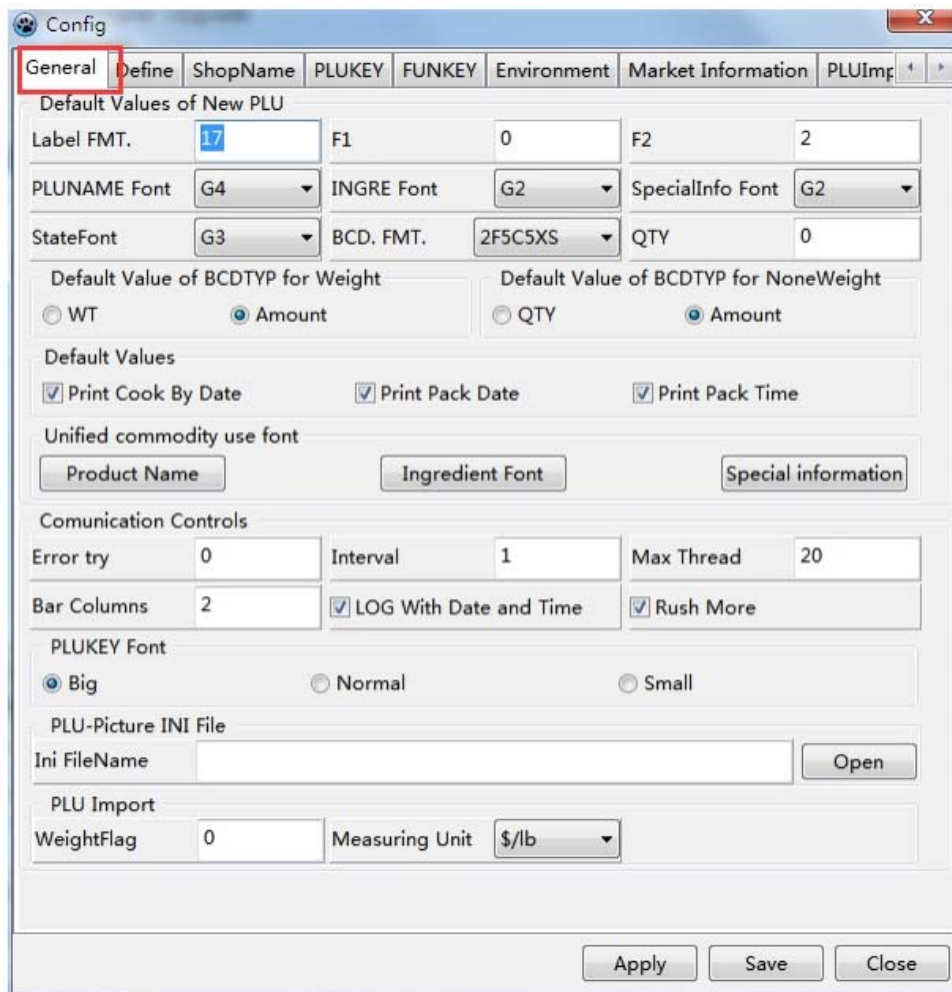 Config
General Define ShopName PLUKEY FUNKEY Environment Market Information PLUImp
Default Values of New PLU
Label FMT. 17 F1 0 F2 2
PLUNAME Font G4 INGRE Font G2 SpecialInfo Font G2
StateFont G3 BCD. FMT. 2F5C5XS QTY 0
Default Value of BCDTYP for Weight Default Value of BCDTYP for NoneWeight
WT Amount QTY Amount
Default Values
Print Cook By Date Print Pack Date Print Pack Time
Unified commodity use font
Product Name Ingredient Font Special information
Comunication Controls
Error try 0 Interval 1 Max Thread 20
Bar Columns 2 LOG With Date and Time Rush More
PLUKEY Font
Big Normal Small
PLU-Picture INI File
Ini FileName Open
PLU Import
WeightFlag 0 Measuring Unit $/lb
Apply Save Close